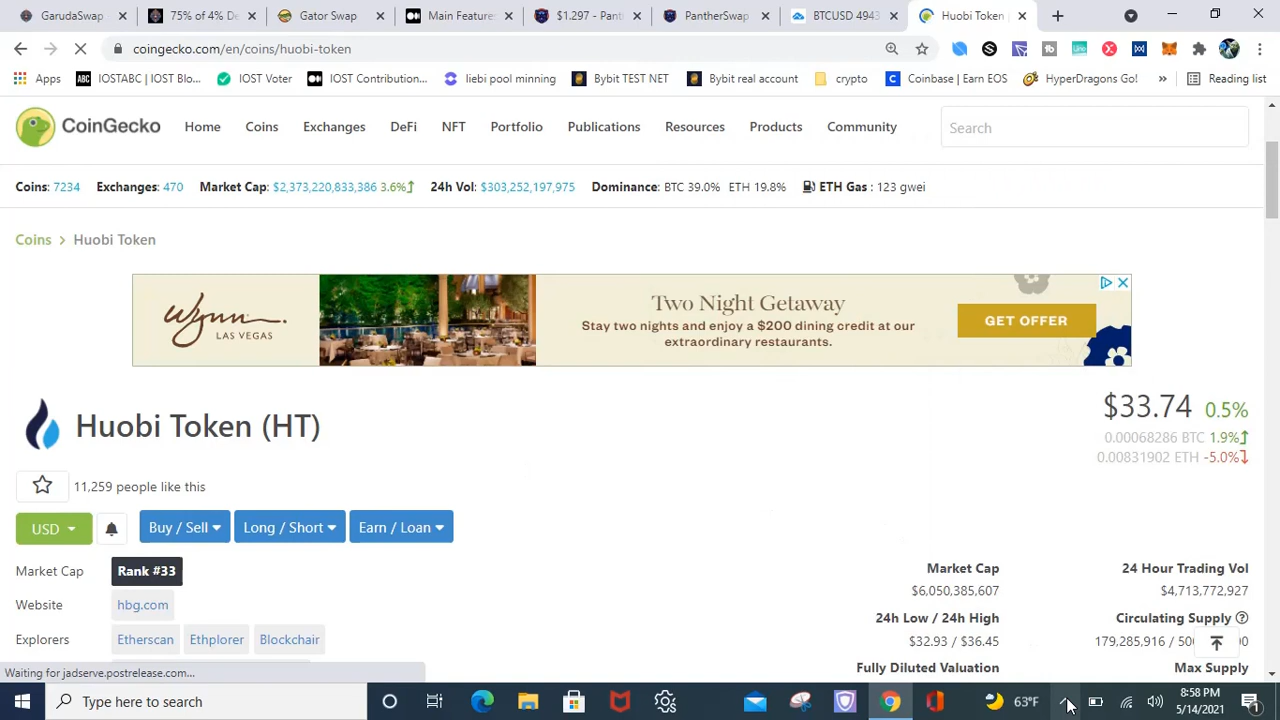 GarudaSwap
75% of 4% De
Gator Swap
Main Feature
$1.297 - Pant
PantherSwap
BTCUSD 4943
Huobi Token
coingecko.com/en/coins/huobi-token
Apps
IOSTABC | IOST Blo...
IOST Voter
IOST Contribution...
liebi pool minning
Bybit TEST NET
Bybit real account
crypto
Coinbase | Earn EOS
HyperDragons Go!
»
Reading list
CoinGecko
Home
Coins
Exchanges
DeFi
NFT
Portfolio
Publications
Resources
Products
Community
Search
Coins: 7234
Exchanges: 470
Market Cap: $2,373,220,833,386 3.6%
24h Vol: $303,252,197,975
Dominance: BTC 39.0% ETH 19.8%
ETH Gas : 123 gwei
Coins > Huobi Token
Wynn
LAS VEGAS
Two Night Getaway
Stay two nights and enjoy a $200 dining credit at our
extraordinary restaurants.
GET OFFER
Huobi Token (HT)
$33.74 0.5%
0.00068286 BTC 1.9%
0.00831902 ETH -5.0%
11,259 people like this
USD
Buy / Sell
Long / Short
Earn / Loan
Market Cap
Rank #33
Website
hbg.com
Explorers
Etherscan
Ethplorer
Blockchair
Market Cap
$6,050,385,607
24 Hour Trading Vol
$4,713,772,927
24h Low / 24h High
$32.93 / $36.45
Circulating Supply
179,285,916 / 50
00
Fully Diluted Valuation
Max Supply
Waiting for jadserve.postrelease.com...
Type here to search
63°F
8:58 PM
5/14/2021
1